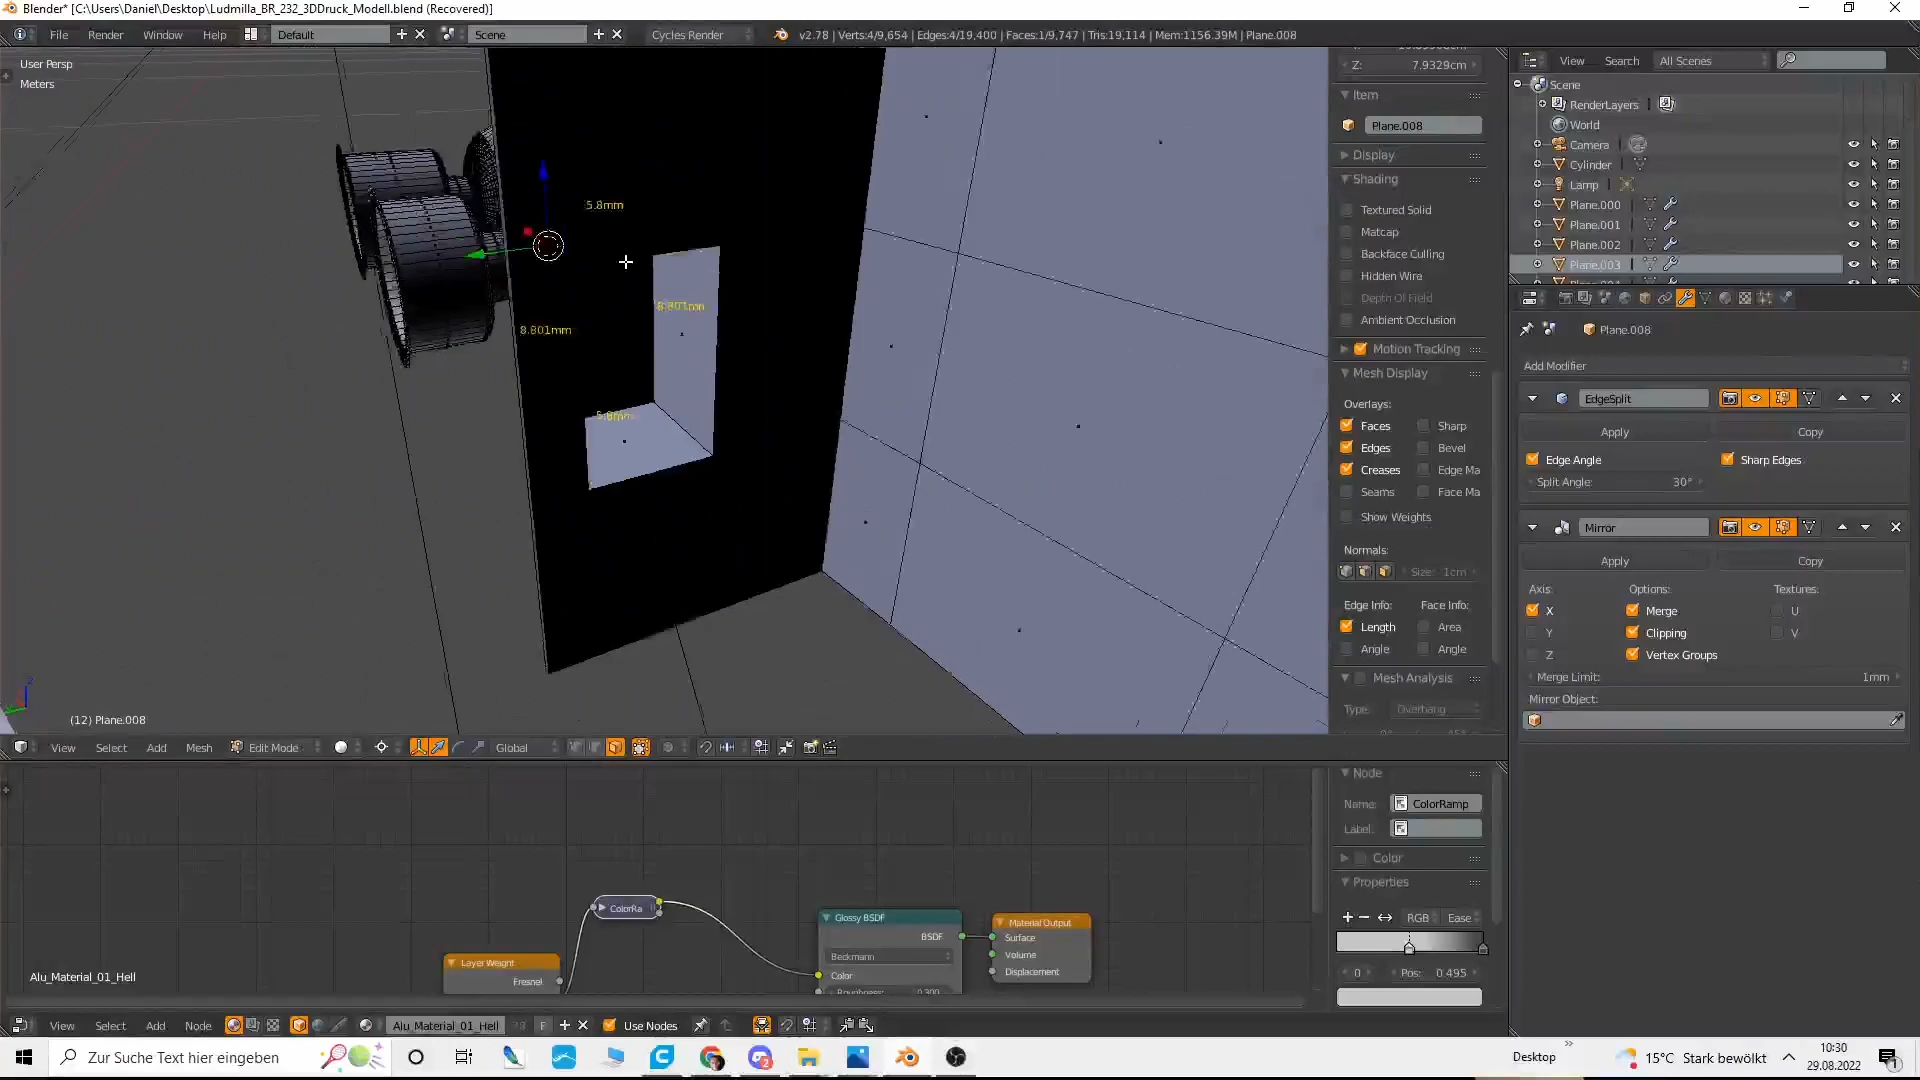 Blender* [C:\Users\Daniel\Desktop\Ludmilla_BR_232_3DDruck_Modell.blend (Recovered)]
File Render Window Help Default Scene Cycles Render v2.78 | Verts:4/9,654 | Edges:4/19,400 | Faces:1/9,747 | Tris:19,114 | Mem:1156.39M | Plane.008
User Persp
Meters
5.8mm
8.801mm
8.801mm
5.8mm
(12) Plane.008
View Select Add Mesh Edit Mode Global
Z: 7.9329cm
Item
Plane.008
Display
Shading
Textured Solid
Matcap
Backface Culling
Hidden Wire
Depth Of Field
Ambient Occlusion
Motion Tracking
Mesh Display
Overlays:
Faces Sharp
Edges Bevel
Creases Edge Ma
Seams Face Ma
Show Weights
Normals:
Size: 1cm
Edge Info: Face Info:
Length Area
Angle Angle
Mesh Analysis
Type: Overhang
View Search All Scenes
Scene
RenderLayers
World
Camera
Cylinder
Lamp
Plane.000
Plane.001
Plane.002
Plane.003
Plane.008
Add Modifier
EdgeSplit
Apply Copy
Edge Angle Sharp Edges
Split Angle: 30°
Mirror
Apply Copy
Axis: Options: Textures:
X Merge U
Y Clipping V
Z Vertex Groups
Merge Limit: 1mm
Mirror Object:
ColorRa
Layer Weight
Fresnel
Glossy BSDF
BSDF
Beckmann
Color
Roughness: 0.300
Material Output
Surface
Volume
Displacement
Alu_Material_01_Hell
Node
Name: ColorRamp
Label:
Color
Properties
RGB Ease
0 Pos: 0.495
View Select Add Node Alu_Material_01_Hell F Use Nodes
Zur Suche Text hier eingeben
2
Desktop
15°C Stark bewölkt
10:30
29.08.2022
1